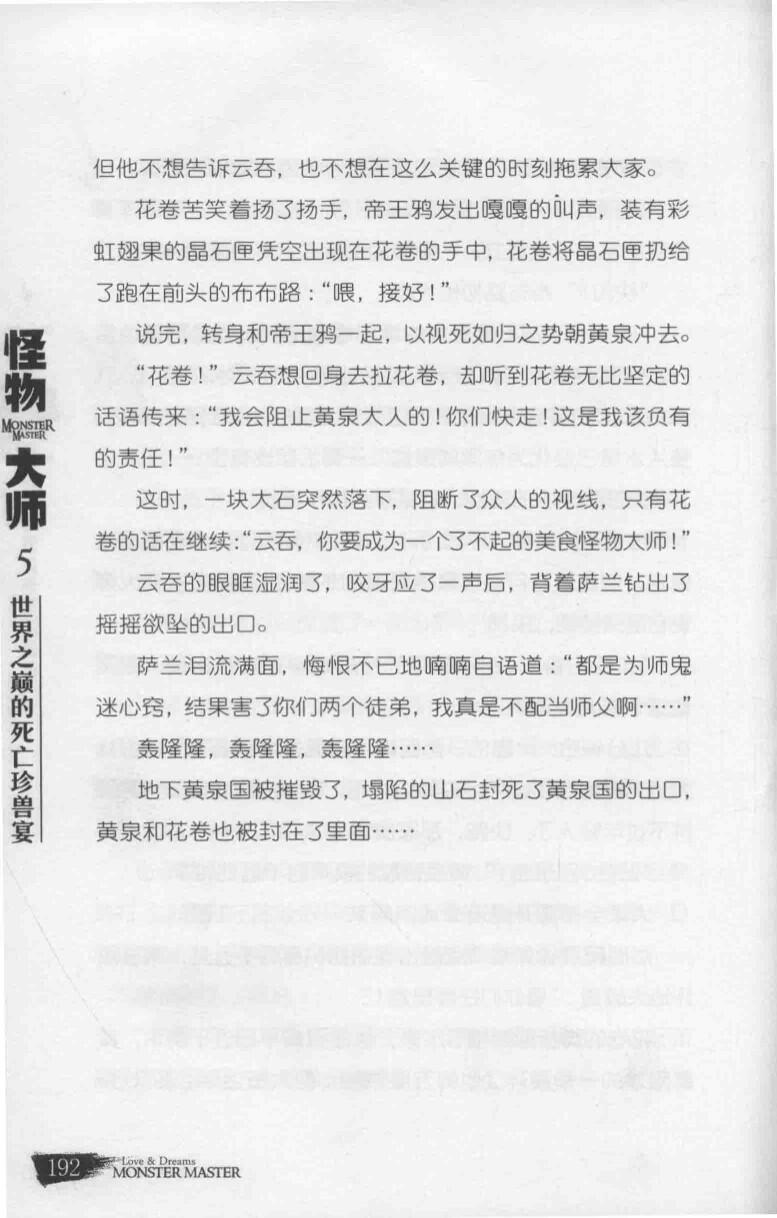 但他不想告诉云吞，也不想在这么关键的时刻拖累大家。
花卷苦笑着扬了扬手，帝王鸦发出嘎嘎的叫声，装有彩
虹翅果的晶石匣凭空出现在花卷的手中，花卷将晶石匣扔给
了跑在前头的布布路：“喂，接好！”
说完，转身和帝王鸦一起，以视死如归之势朝黄泉冲去。
“花卷！”云吞想回身去拉花卷，却听到花卷无比坚定的
话语传来：“我会阻止黄泉大人的！你们快走！这是我该负有
的责任！”
这时，一块大石突然落下，阻断了众人的视线，只有花
卷的话在继续：“云吞，你要成为一个了不起的美食怪物大师！”
云吞的眼眶湿润了，咬牙应了一声后，背着萨兰钻出了
摇摇欲坠的出口。
萨兰泪流满面，悔恨不已地喃喃自语道：“都是为师鬼
迷心窍，结果害了你们两个徒弟，我真是不配当师父啊……”
轰隆隆，轰隆隆，轰隆隆……
地下黄泉国被摧毁了，塌陷的山石封死了黄泉国的出口，
黄泉和花卷也被封在了里面……
怪物
MONSTER
MASTER
大师
5
世界之巅的死亡珍兽宴
192
Love & Dreams
MONSTER MASTER